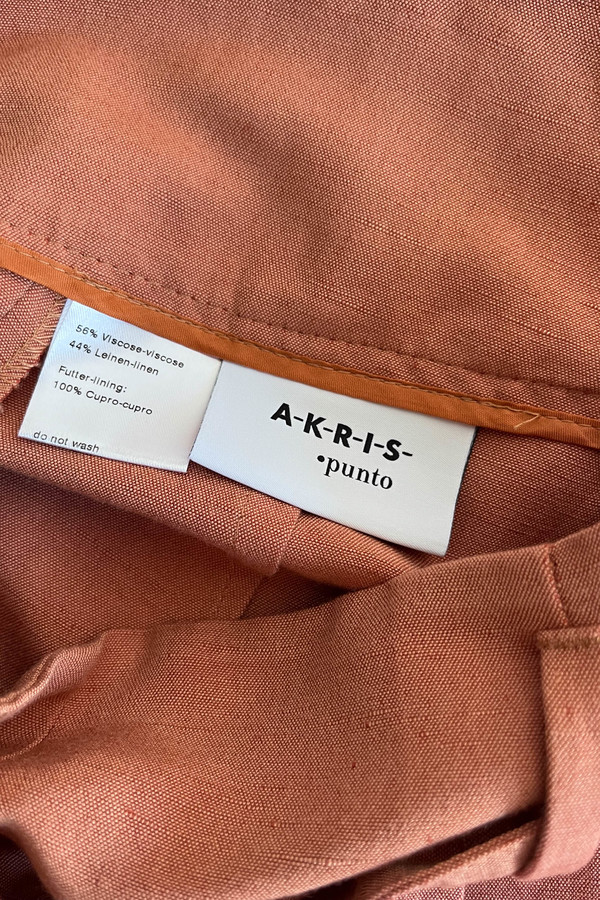 56% Viscose-viscose
44% Leinen-linen
Futter-lining:
100% Cupro-cupro
do not wash
A-K-R-I-S-
•punto